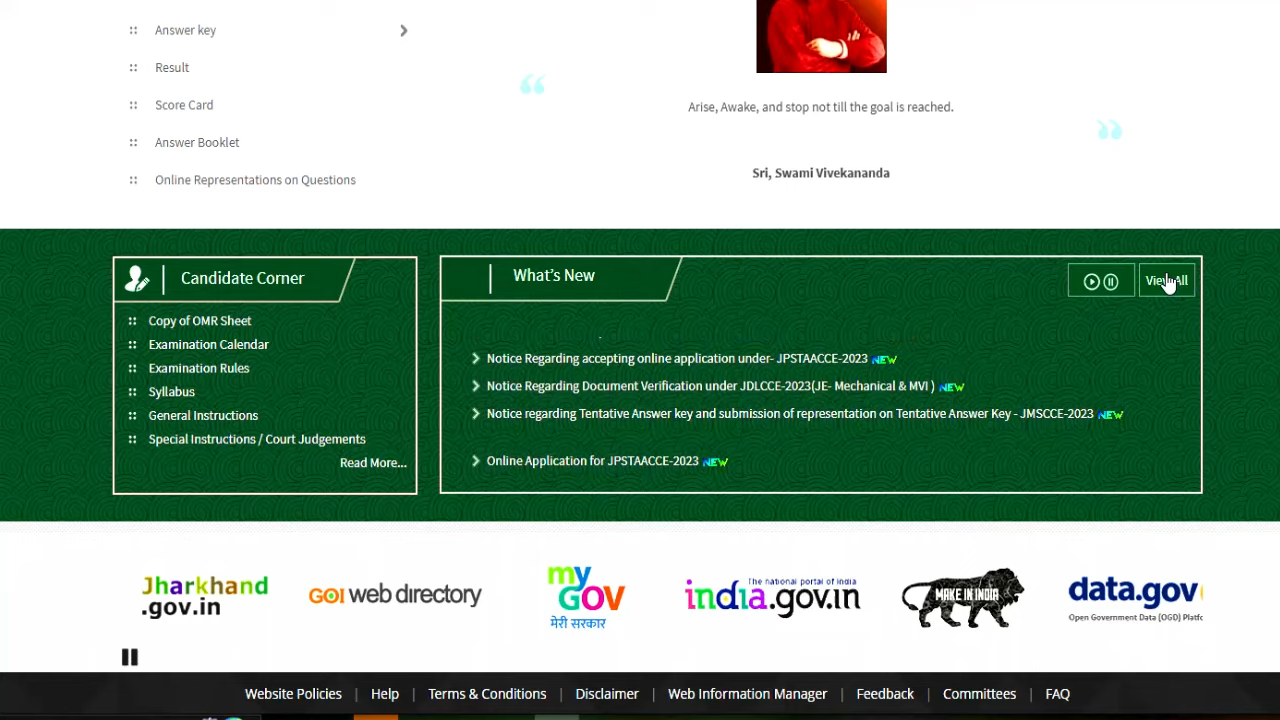 Answer key
Result
Score Card
Answer Booklet
Online Representations on Questions
“
Arise, Awake, and stop not till the goal is reached.
”
Sri, Swami Vivekananda
Candidate Corner
Copy of OMR Sheet
Examination Calendar
Examination Rules
Syllabus
General Instructions
Special Instructions / Court Judgements
Read More...
What's New
View All
Notice Regarding accepting online application under- JPSTAACCE-2023 NEW
Notice Regarding Document Verification under JDLCCE-2023(JE- Mechanical & MVI ) NEW
Notice regarding Tentative Answer key and submission of representation on Tentative Answer Key - JMSCCE-2023 NEW
Online Application for JPSTAACCE-2023 NEW
Jharkhand
.gov.in
GOI web directory
my
GOV
मेरी सरकार
The national portal of india
india.gov.in
MAKE IN INDIA
data.gov
Open Government Data (OGD) Platfo
Website Policies | Help | Terms & Conditions | Disclaimer | Web Information Manager | Feedback | Committees | FAQ